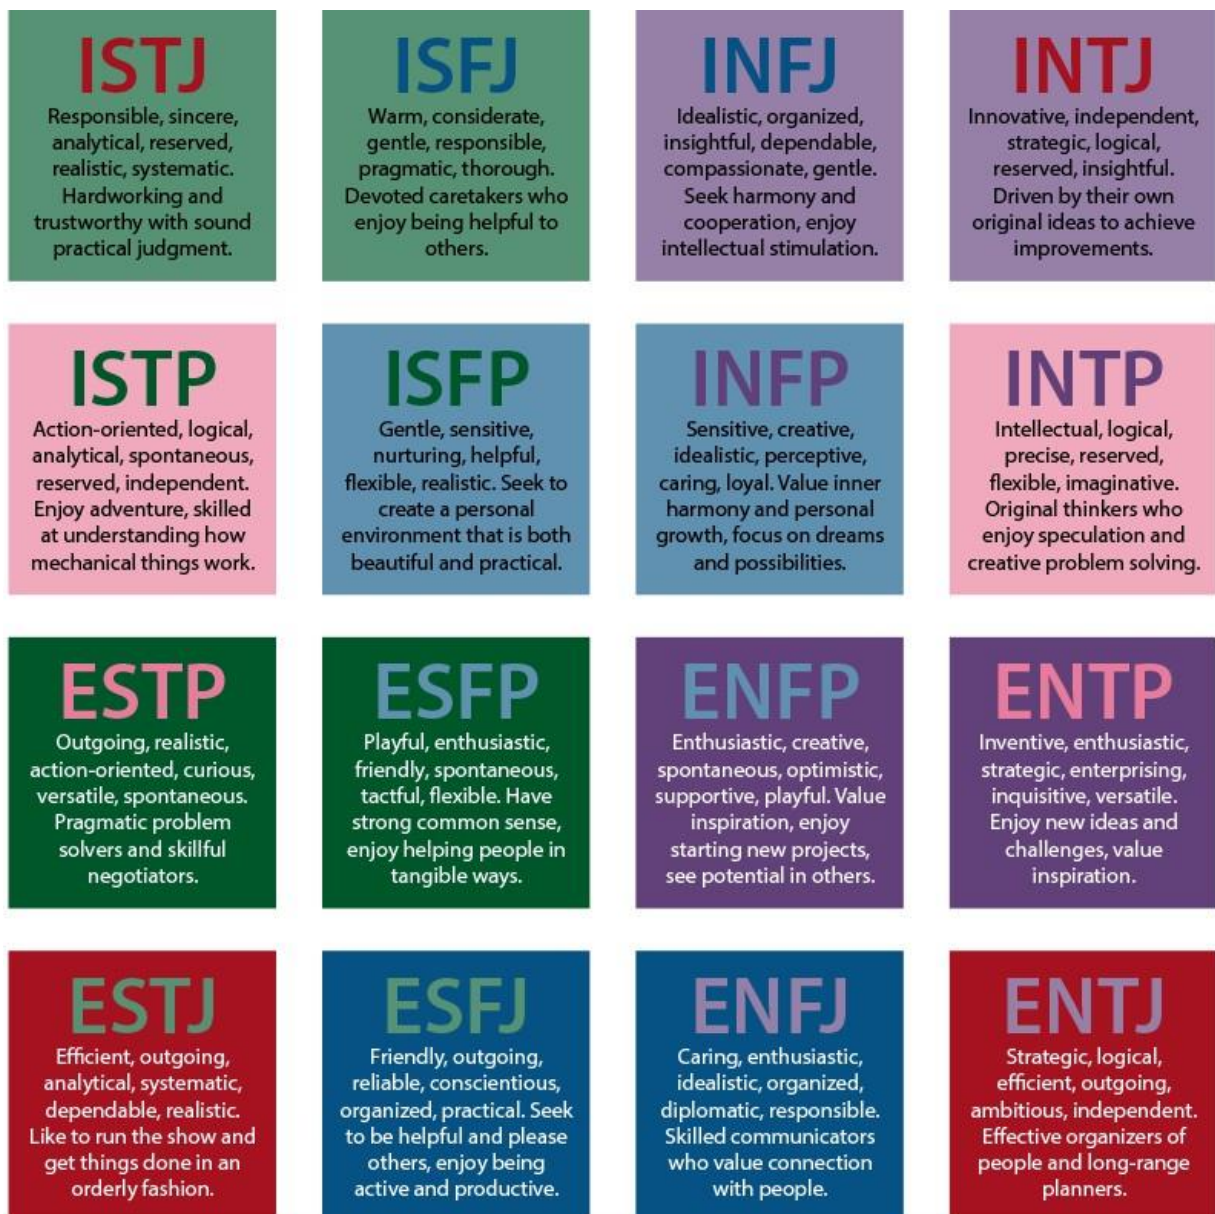 ISTJ
Responsible, sincere,
analytical, reserved,
realistic, systematic.
Hardworking and
trustworthy with sound
practical judgment.
ISFJ
Warm, considerate,
gentle, responsible,
pragmatic, thorough.
Devoted caretakers who
enjoy being helpful to
others.
INFJ
Idealistic, organized,
insightful, dependable,
compassionate, gentle.
Seek harmony and
cooperation, enjoy
intellectual stimulation.
INTJ
Innovative, independent,
strategic, logical,
reserved, insightful.
Driven by their own
original ideas to achieve
improvements.
ISTP
Action-oriented, logical,
analytical, spontaneous,
reserved, independent.
Enjoy adventure, skilled
at understanding how
mechanical things work.
ISFP
Gentle, sensitive,
nurturing, helpful,
flexible, realistic. Seek to
create a personal
environment that is both
beautiful and practical.
INFP
Sensitive, creative,
idealistic, perceptive,
caring, loyal. Value inner
harmony and personal
growth, focus on dreams
and possibilities.
INTP
Intellectual, logical,
precise, reserved,
flexible, imaginative.
Original thinkers who
enjoy speculation and
creative problem solving.
ESTP
Outgoing, realistic,
action-oriented, curious,
versatile, spontaneous.
Pragmatic problem
solvers and skillful
negotiators.
ESFP
Playful, enthusiastic,
friendly, spontaneous,
tactful, flexible. Have
strong common sense,
enjoy helping people in
tangible ways.
ENFP
Enthusiastic, creative,
spontaneous, optimistic,
supportive, playful. Value
inspiration, enjoy
starting new projects,
see potential in others.
ENTP
Inventive, enthusiastic,
strategic, enterprising,
inquisitive, versatile.
Enjoy new ideas and
challenges, value
inspiration.
ESTJ
Efficient, outgoing,
analytical, systematic,
dependable, realistic.
Like to run the show and
get things done in an
orderly fashion.
ESFJ
Friendly, outgoing,
reliable, conscientious,
organized, practical. Seek
to be helpful and please
others, enjoy being
active and productive.
ENFJ
Caring, enthusiastic,
idealistic, organized,
diplomatic, responsible.
Skilled communicators
who value connection
with people.
ENTJ
Strategic, logical,
efficient, outgoing,
ambitious, independent.
Effective organizers of
people and long-range
planners.